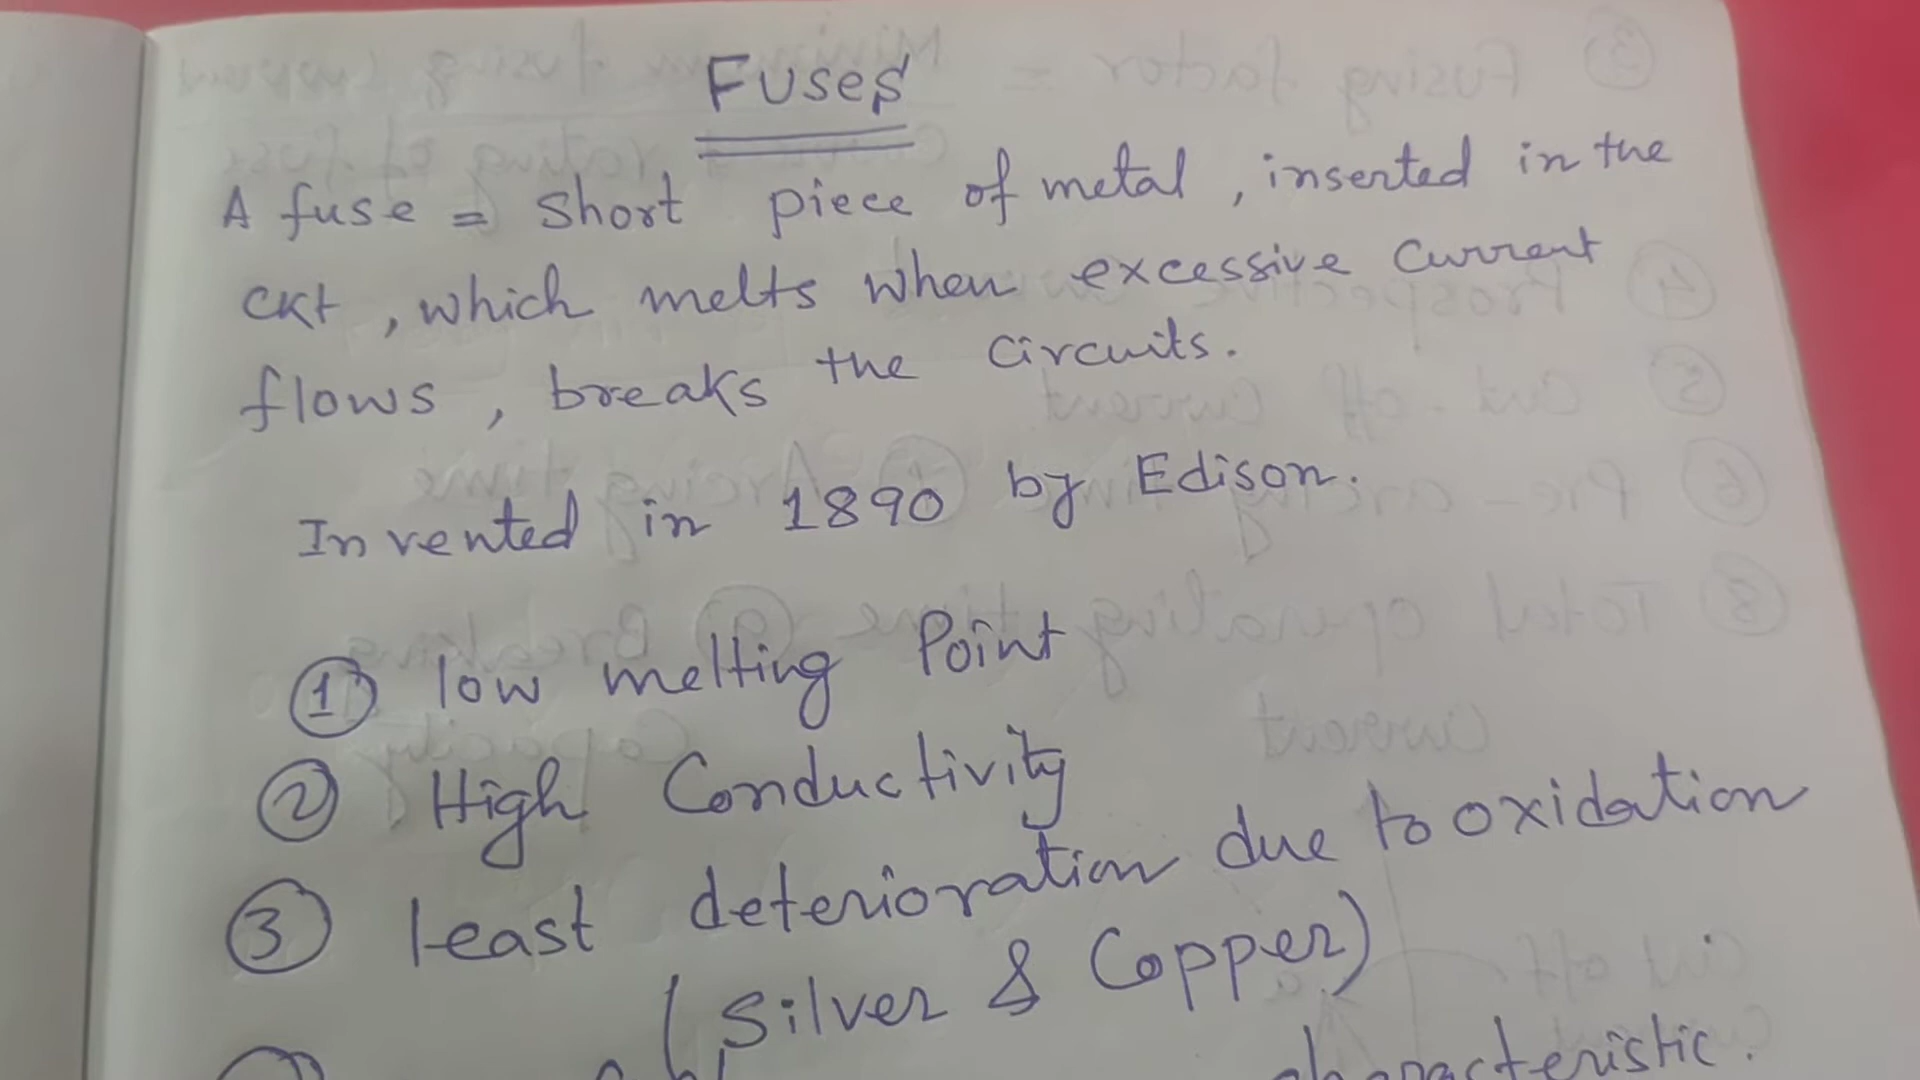 Fuses
A fuse = Short piece of metal, inserted in the
CKt, which melts when excessive Current
flows, breaks the Circuits.
Invented in 1890 by Edison.
① low melting Point
② High Conductivity
③ Least deterioration due to oxidation
(Silver & Copper)
characteristic.